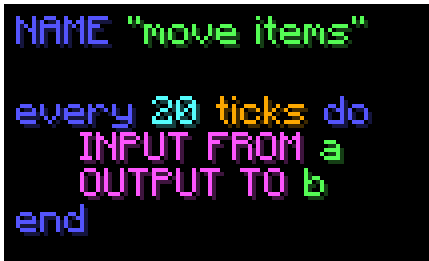 NAME "move items"
every 20 ticks do
INPUT FROM a
OUTPUT TO b
end